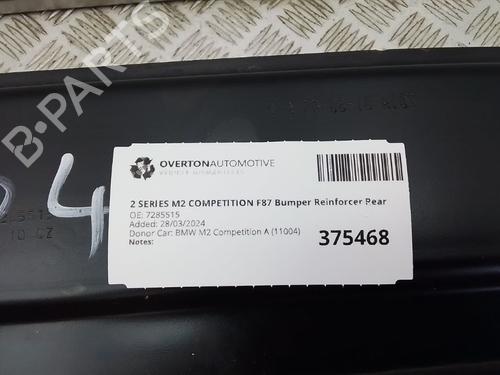 B-PARTS
04
OVERTONAUTOMOTIVE
2 SERIES M2 COMPETITION F87 Bumper Reinforcer Rear
OE: 7285515
Added: 28/03/2024
Donor Car: BMW M2 Competition A (11004)
Notes:
375468